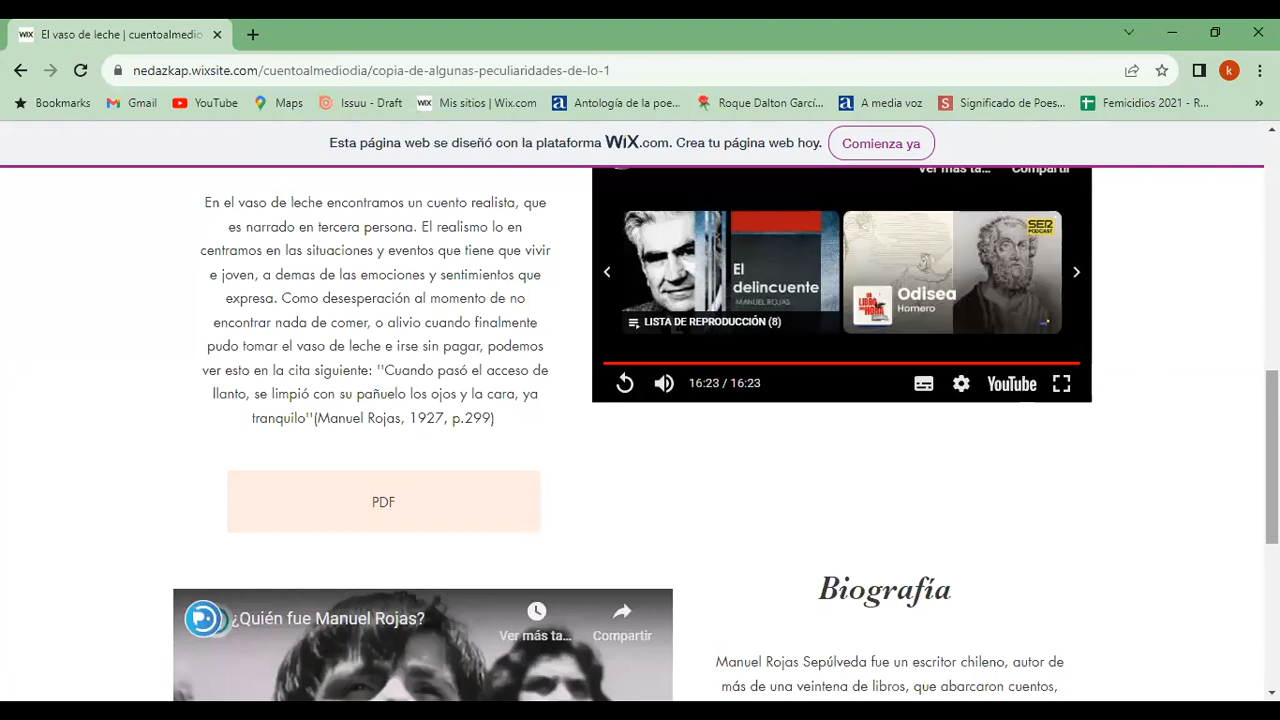 WIX El vaso de leche | cuentoalmedio
nedazkap.wixsite.com/cuentoalmediodia/copia-de-algunas-peculiaridades-de-lo-1
k
Bookmarks Gmail YouTube Maps Issuu - Draft WIX Mis sitios | Wix.com a Antología de la poe... Roque Dalton Garcí... a A media voz S Significado de Poes... Femicidios 2021 - R... »
Esta página web se diseñó con la plataforma WiX.com. Crea tu página web hoy. Comienza ya
Ver más ta... Compartir
En el vaso de leche encontramos un cuento realista, que
es narrado en tercera persona. El realismo lo en
centramos en las situaciones y eventos que tiene que vivir
e joven, a demas de las emociones y sentimientos que
expresa. Como desesperación al momento de no
encontrar nada de comer, o alivio cuando finalmente
pudo tomar el vaso de leche e irse sin pagar, podemos
ver esto en la cita siguiente: ''Cuando pasó el acceso de
llanto, se limpió con su pañuelo los ojos y la cara, ya
tranquilo''(Manuel Rojas, 1927, p.299)
El
delincuente
MANUEL ROJAS
LISTA DE REPRODUCCIÓN (8)
SER
PODCAST
Odisea
Homero
16:23 / 16:23 YouTube
PDF
¿Quién fue Manuel Rojas?
Ver más ta... Compartir
Biografía
Manuel Rojas Sepúlveda fue un escritor chileno, autor de
más de una veintena de libros, que abarcaron cuentos,